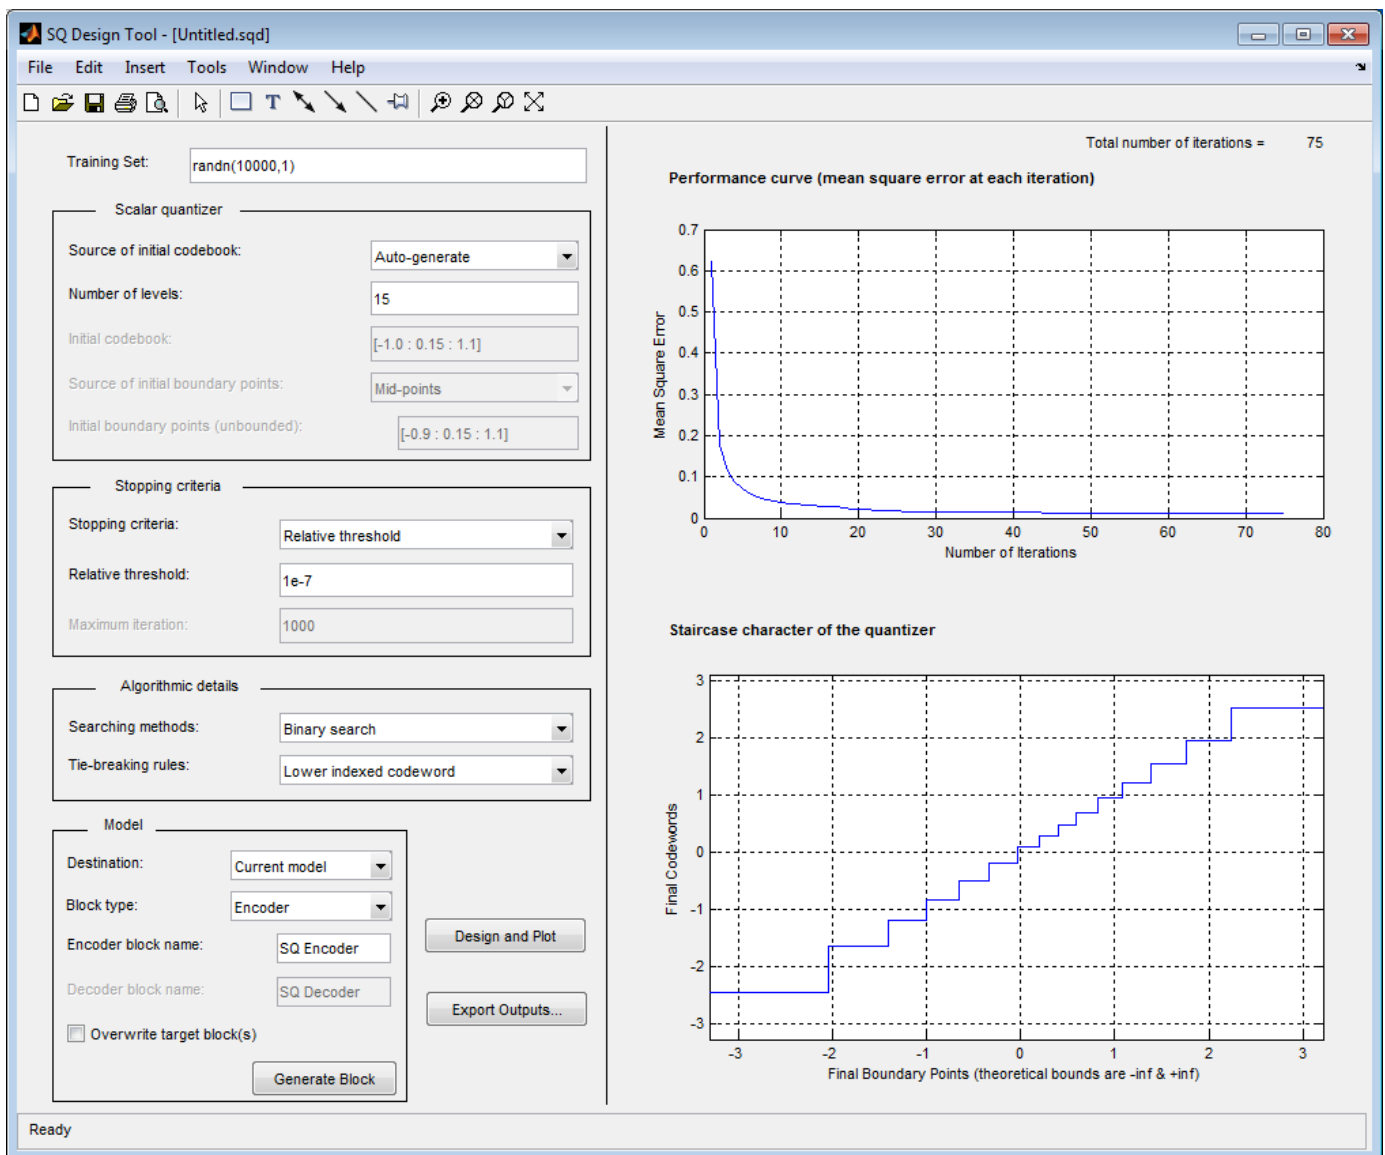 SQ Design Tool - [Untitled.sqd]
File Edit Insert Tools Window Help
Training Set: randn(10000,1)
Scalar quantizer
Source of initial codebook: Auto-generate
Number of levels: 15
Initial codebook: [-1.0 : 0.15 : 1.1]
Source of initial boundary points: Mid-points
Initial boundary points (unbounded): [-0.9 : 0.15 : 1.1]
Stopping criteria
Stopping criteria: Relative threshold
Relative threshold: 1e-7
Maximum iteration: 1000
Algorithmic details
Searching methods: Binary search
Tie-breaking rules: Lower indexed codeword
Model
Destination: Current model
Block type: Encoder
Encoder block name: SQ Encoder
Decoder block name: SQ Decoder
Overwrite target block(s)
Generate Block
Design and Plot
Export Outputs...
Total number of iterations = 75
Performance curve (mean square error at each iteration)
Mean Square Error
0.7
0.6
0.5
0.4
0.3
0.2
0.1
0
0 10 20 30 40 50 60 70 80
Number of Iterations
Staircase character of the quantizer
Final Codewords
3
2
1
0
-1
-2
-3
-3 -2 -1 0 1 2 3
Final Boundary Points (theoretical bounds are -inf & +inf)
Ready